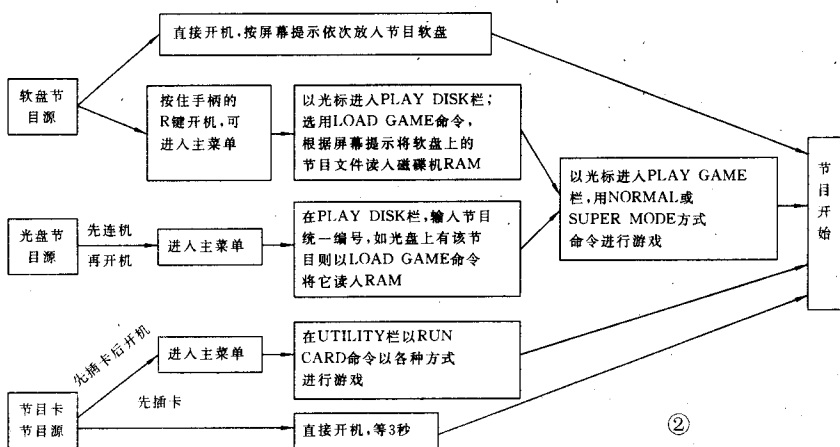 直接开机,按屏幕提示依次放入节目软盘
软盘节
目源
按住手柄的
R键开机,可
进入主菜单
以光标进入PLAY DISK栏;
选用LOAD GAME命令,
根据屏幕提示将软盘上的
节目文件读入磁碟机RAM
以光标进入PLAY GAME
栏,用NORMAL或
SUPER MODE方式
命令进行游戏
节
目
开
始
光盘节
目源
先连机
再开机
进入主菜单
在PLAY DISK栏,输入节目
统一编号,如光盘上有该节
目则以LOAD GAME命令
将它读入RAM
先插卡后开机
进入主菜单
在UTILITY栏以RUN
CARD命令以各种方式
进行游戏
节目卡
节目源
先插卡
直接开机,等3秒
②